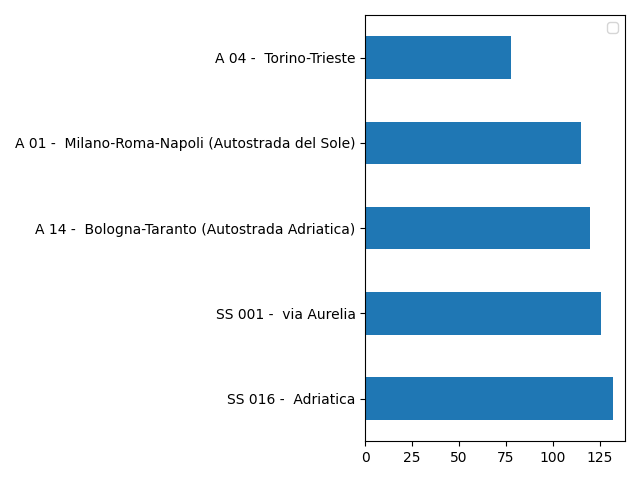 A 04 -  Torino-Trieste
A 01 -  Milano-Roma-Napoli (Autostrada del Sole)
A 14 -  Bologna-Taranto (Autostrada Adriatica)
SS 001 -  via Aurelia
SS 016 -  Adriatica
0 25 50 75 100 125